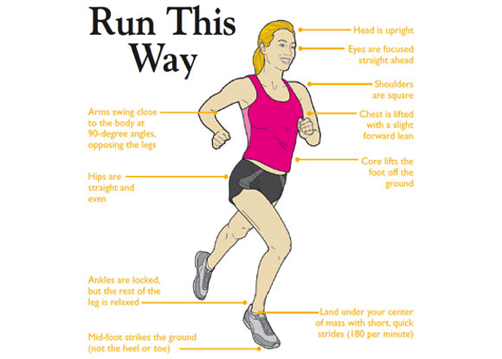 Run This
Way
Head is upright
Eyes are focused
straight ahead
Shoulders
are square
Arms swing close
to the body at
90-degree angles,
opposing the legs
Chest is lifted
with a slight
forward lean
Core lifts the
foot off the
ground
Hips are
straight and
even
Ankles are locked,
but the rest of the
leg is relaxed
Land under your center
of mass with short, quick
strides (180 per minute)
Mid-foot strikes the ground
(not the heel or toe)